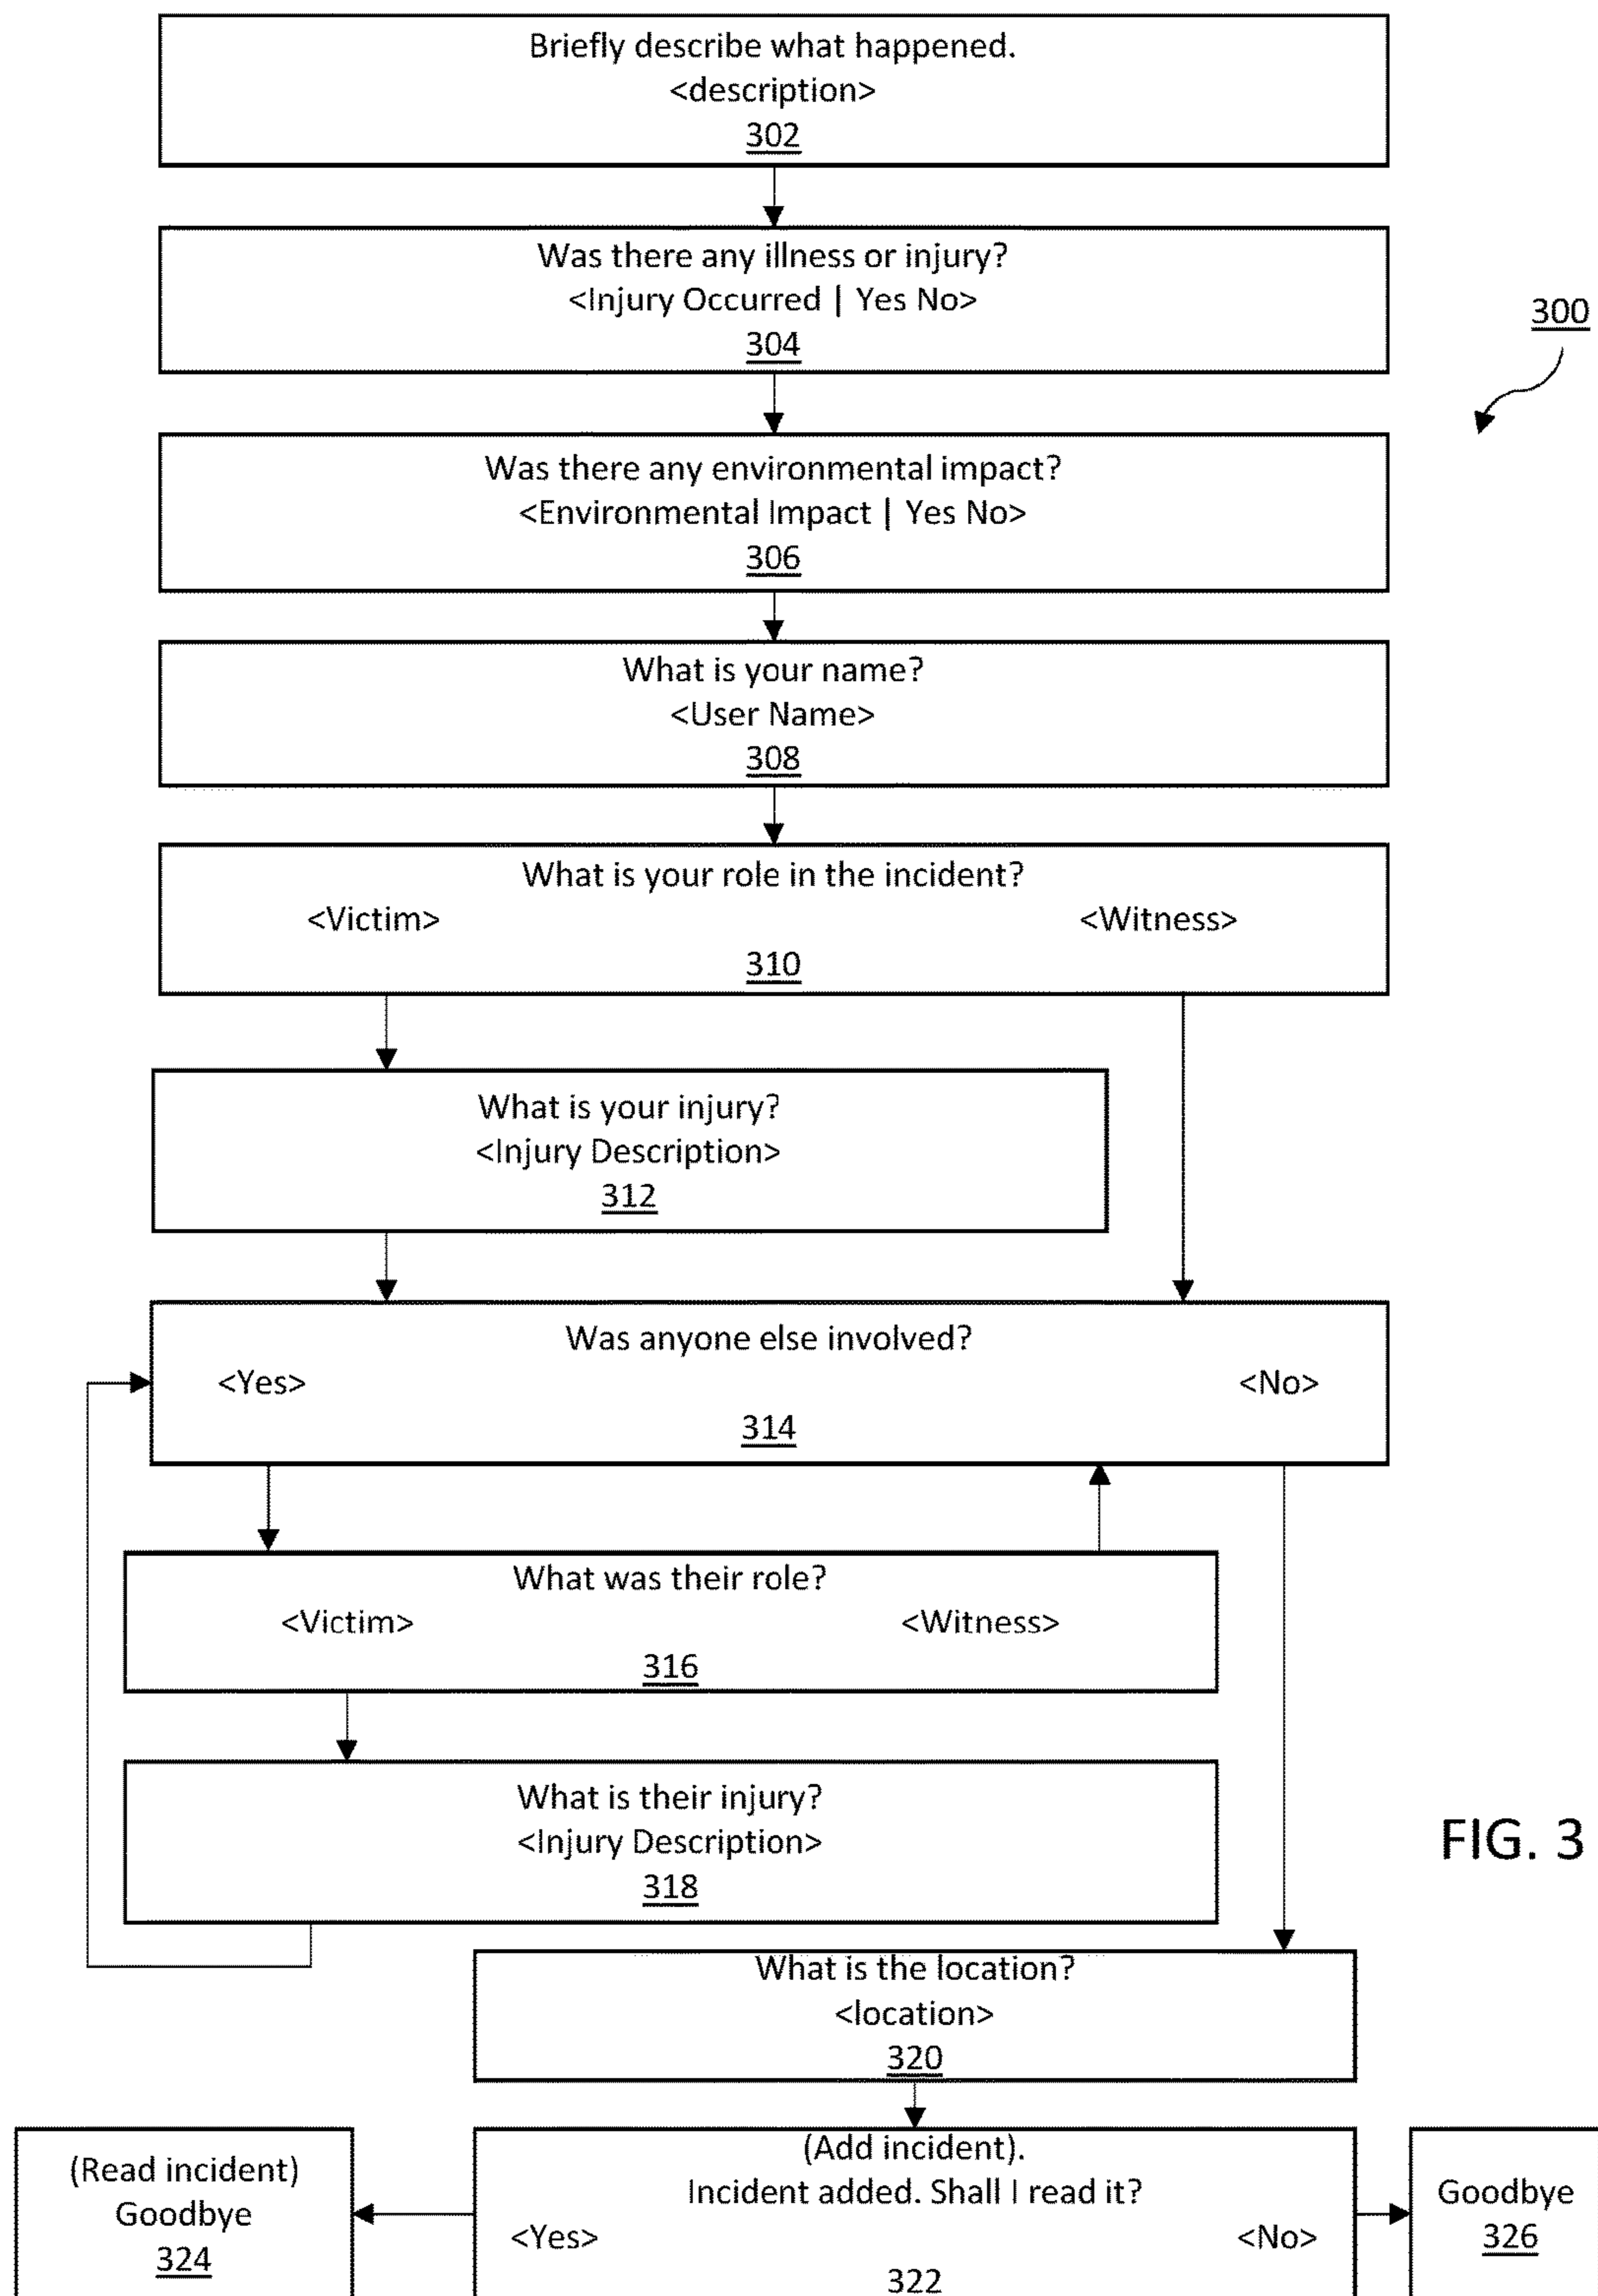 Briefly describe what happened.
<description>
302
Was there any illness or injury?
<Injury Occurred | Yes No>
304
300
Was there any environmental impact?
<Environmental Impact | Yes No>
306
What is your name?
<User Name>
308
What is your role in the incident?
<Victim> <Witness>
310
What is your injury?
<Injury Description>
312
Was anyone else involved?
<Yes> <No>
314
What was their role?
<Victim> <Witness>
316
What is their injury?
<Injury Description>
318
FIG. 3
What is the location?
<location>
320
(Add incident).
Incident added. Shall I read it?
<Yes> <No>
322
(Read incident)
Goodbye
324
Goodbye
326